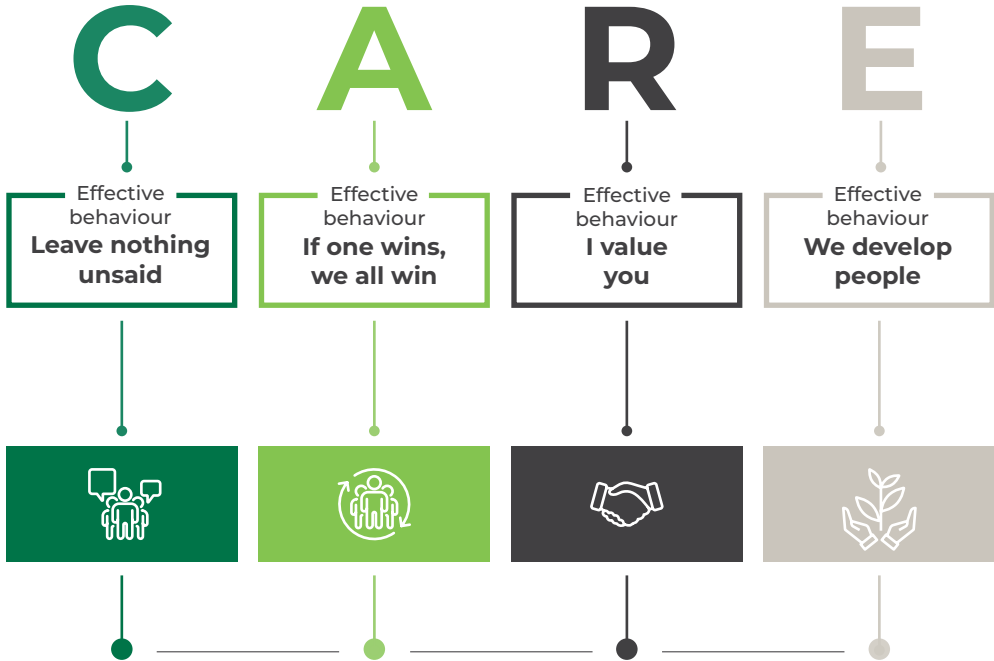 C A R E
Effective
behaviour
Leave nothing
unsaid
Effective
behaviour
If one wins,
we all win
Effective
behaviour
I value
you
Effective
behaviour
We develop
people